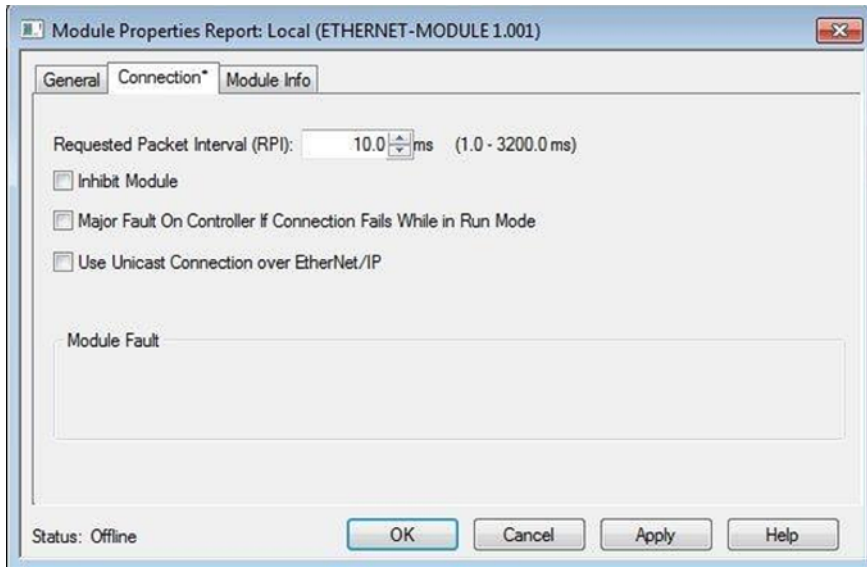 Module Properties Report: Local (ETHERNET-MODULE 1.001)
General Connection* Module Info
Requested Packet Interval (RPI): 10.0 ms (1.0 - 3200.0 ms)
Inhibit Module
Major Fault On Controller If Connection Fails While in Run Mode
Use Unicast Connection over EtherNet/IP
Module Fault
Status: Offline OK Cancel Apply Help